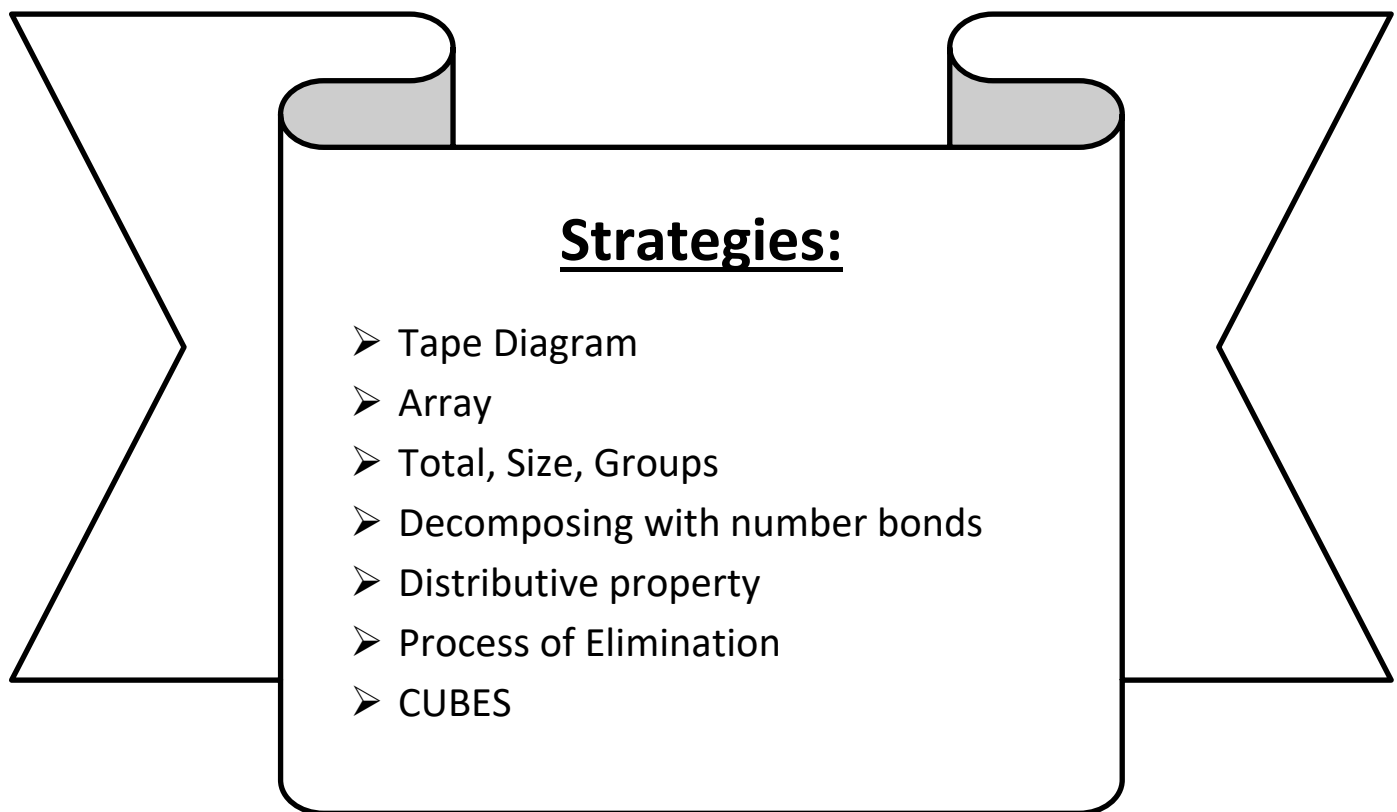 Strategies:
➢ Tape Diagram
➢ Array
➢ Total, Size, Groups
➢ Decomposing with number bonds
➢ Distributive property
➢ Process of Elimination
➢ CUBES